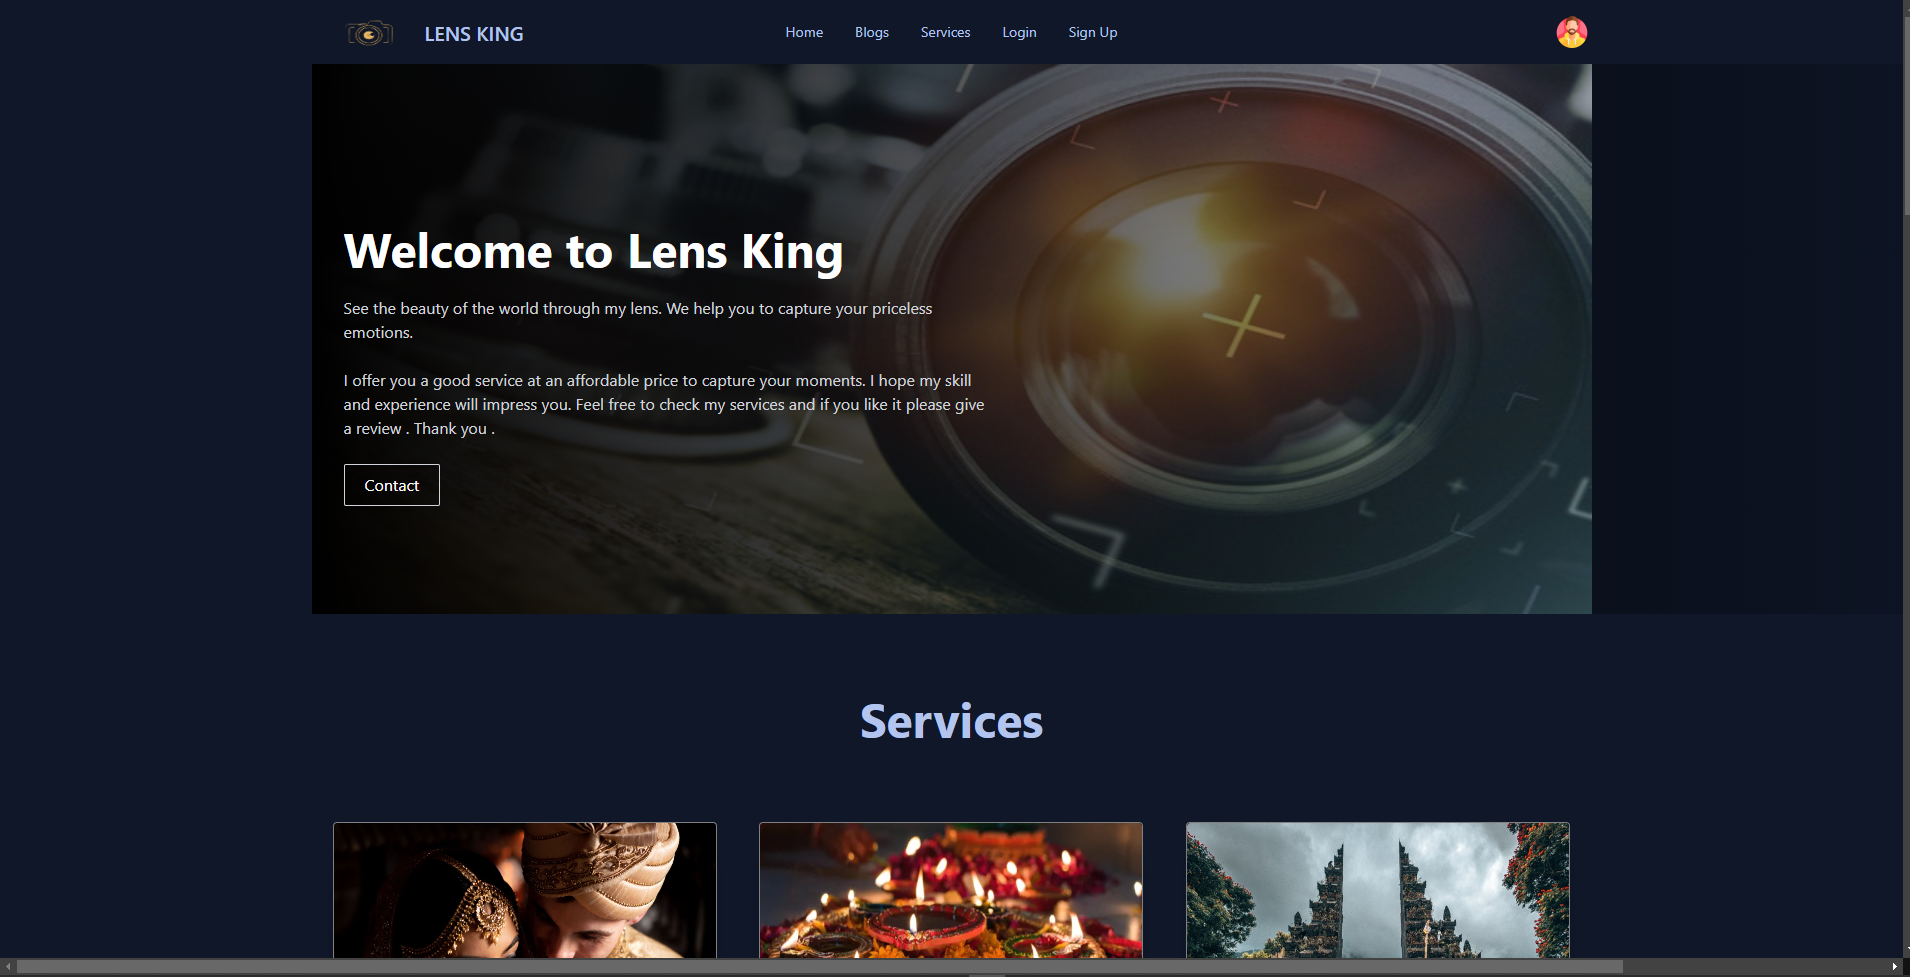 LENS KING
Home
Blogs
Services
Login
Sign Up
Welcome to Lens King
See the beauty of the world through my lens. We help you to capture your priceless
emotions.
I offer you a good service at an affordable price to capture your moments. I hope my skill
and experience will impress you. Feel free to check my services and if you like it please give
a review . Thank you .
Contact
Services